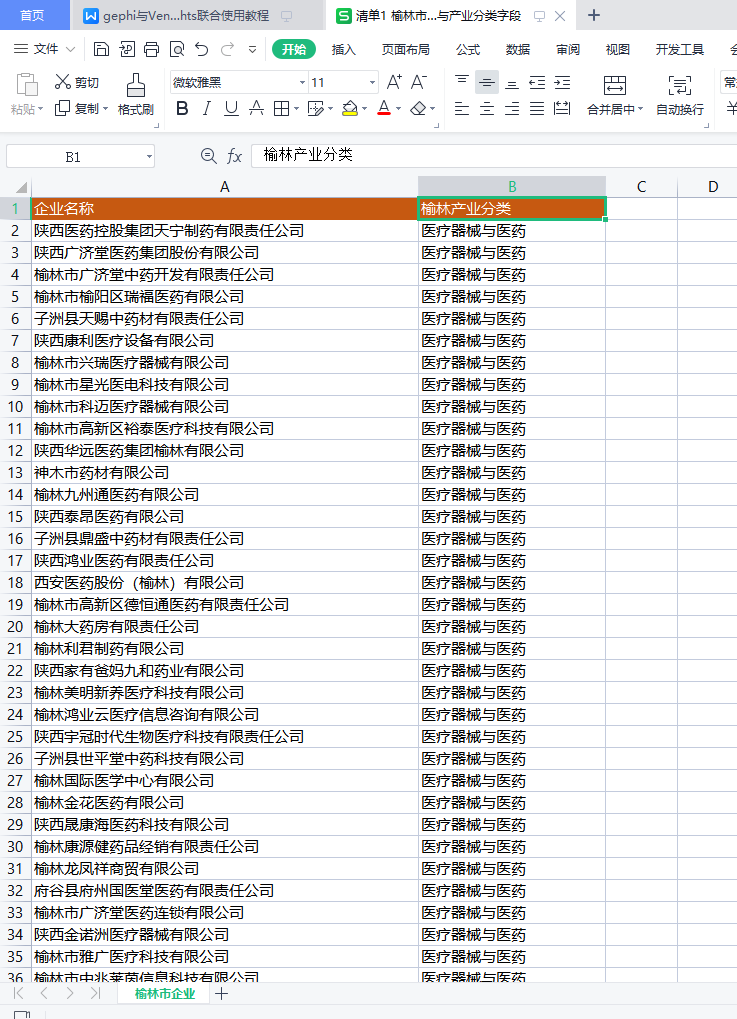 首页 gephi与Ven...hts联合使用教程 清单1 榆林市...与产业分类字段
文件 开始 插入 页面布局 公式 数据 审阅 视图 开发工具
粘贴 剪切 复制 格式刷 微软雅黑 11 合并居中 自动换行
B1 fx 榆林产业分类
A B C D
1 企业名称 榆林产业分类
2 陕西医药控股集团天宁制药有限责任公司 医疗器械与医药
3 陕西广济堂医药集团股份有限公司 医疗器械与医药
4 榆林市广济堂中药开发有限责任公司 医疗器械与医药
5 榆林市榆阳区瑞福医药有限公司 医疗器械与医药
6 子洲县天赐中药材有限责任公司 医疗器械与医药
7 陕西康利医疗设备有限公司 医疗器械与医药
8 榆林市兴瑞医疗器械有限公司 医疗器械与医药
9 榆林市星光医电科技有限公司 医疗器械与医药
10 榆林市科迈医疗器械有限公司 医疗器械与医药
11 榆林市高新区裕泰医疗科技有限公司 医疗器械与医药
12 陕西华远医药集团榆林有限公司 医疗器械与医药
13 神木市药材有限公司 医疗器械与医药
14 榆林九州通医药有限公司 医疗器械与医药
15 陕西泰昂医药有限公司 医疗器械与医药
16 子洲县鼎盛中药材有限责任公司 医疗器械与医药
17 陕西鸿业医药有限责任公司 医疗器械与医药
18 西安医药股份（榆林）有限公司 医疗器械与医药
19 榆林市高新区德恒通医药有限责任公司 医疗器械与医药
20 榆林大药房有限责任公司 医疗器械与医药
21 榆林利君制药有限公司 医疗器械与医药
22 陕西家有爸妈九和药业有限公司 医疗器械与医药
23 榆林美明新养医疗科技有限公司 医疗器械与医药
24 榆林鸿业云医疗信息咨询有限公司 医疗器械与医药
25 陕西宇冠时代生物医疗科技有限责任公司 医疗器械与医药
26 子洲县世平堂中药科技有限公司 医疗器械与医药
27 榆林国际医学中心有限公司 医疗器械与医药
28 榆林金花医药有限公司 医疗器械与医药
29 陕西晟康海医药科技有限公司 医疗器械与医药
30 榆林康源健药品经销有限责任公司 医疗器械与医药
31 榆林龙凤祥商贸有限公司 医疗器械与医药
32 府谷县府州国医堂医药有限责任公司 医疗器械与医药
33 榆林市广济堂医药连锁有限公司 医疗器械与医药
34 陕西金诺洲医疗器械有限公司 医疗器械与医药
35 榆林市雅广医疗科技有限公司 医疗器械与医药
36 榆林市中兆莱茵信息科技有限公司 医疗器械与医药
榆林市企业